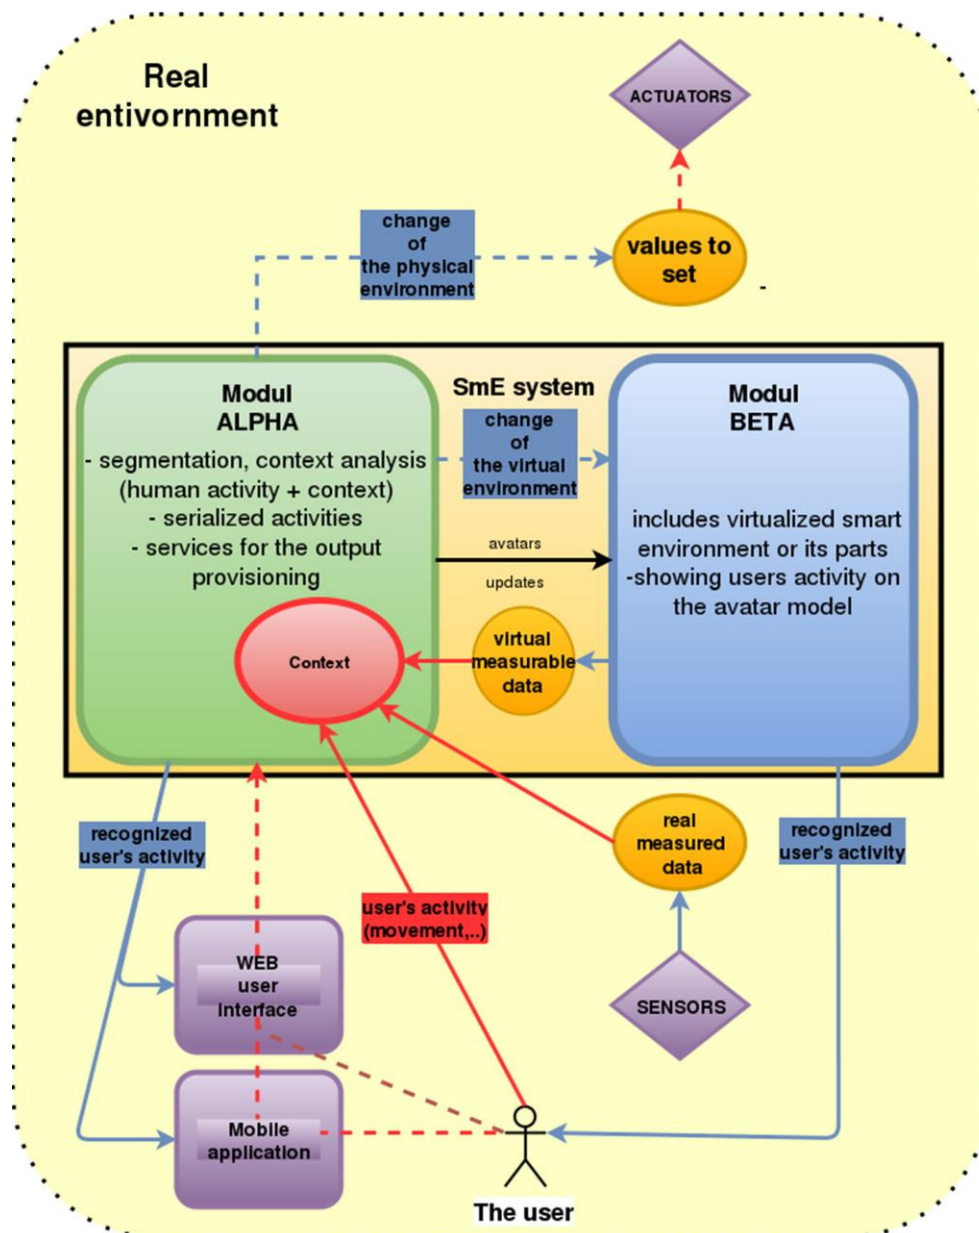 Real
entivornment
ACTUATORS
change
of
the physical
environment
values to
set
-
SmE system
Modul
ALPHA
- segmentation, context analysis
(human activity + context)
- serialized activities
- services for the output
provisioning
change
of
the virtual
environment
Modul
BETA
includes virtualized smart
environment or its parts
-showing users activity on
the avatar model
avatars
updates
Context
virtual
measurable
data
recognized
user's activity
real
measured
data
recognized
user's activity
user's activity
(movement,..)
WEB
user
interface
SENSORS
Mobile
application
The user